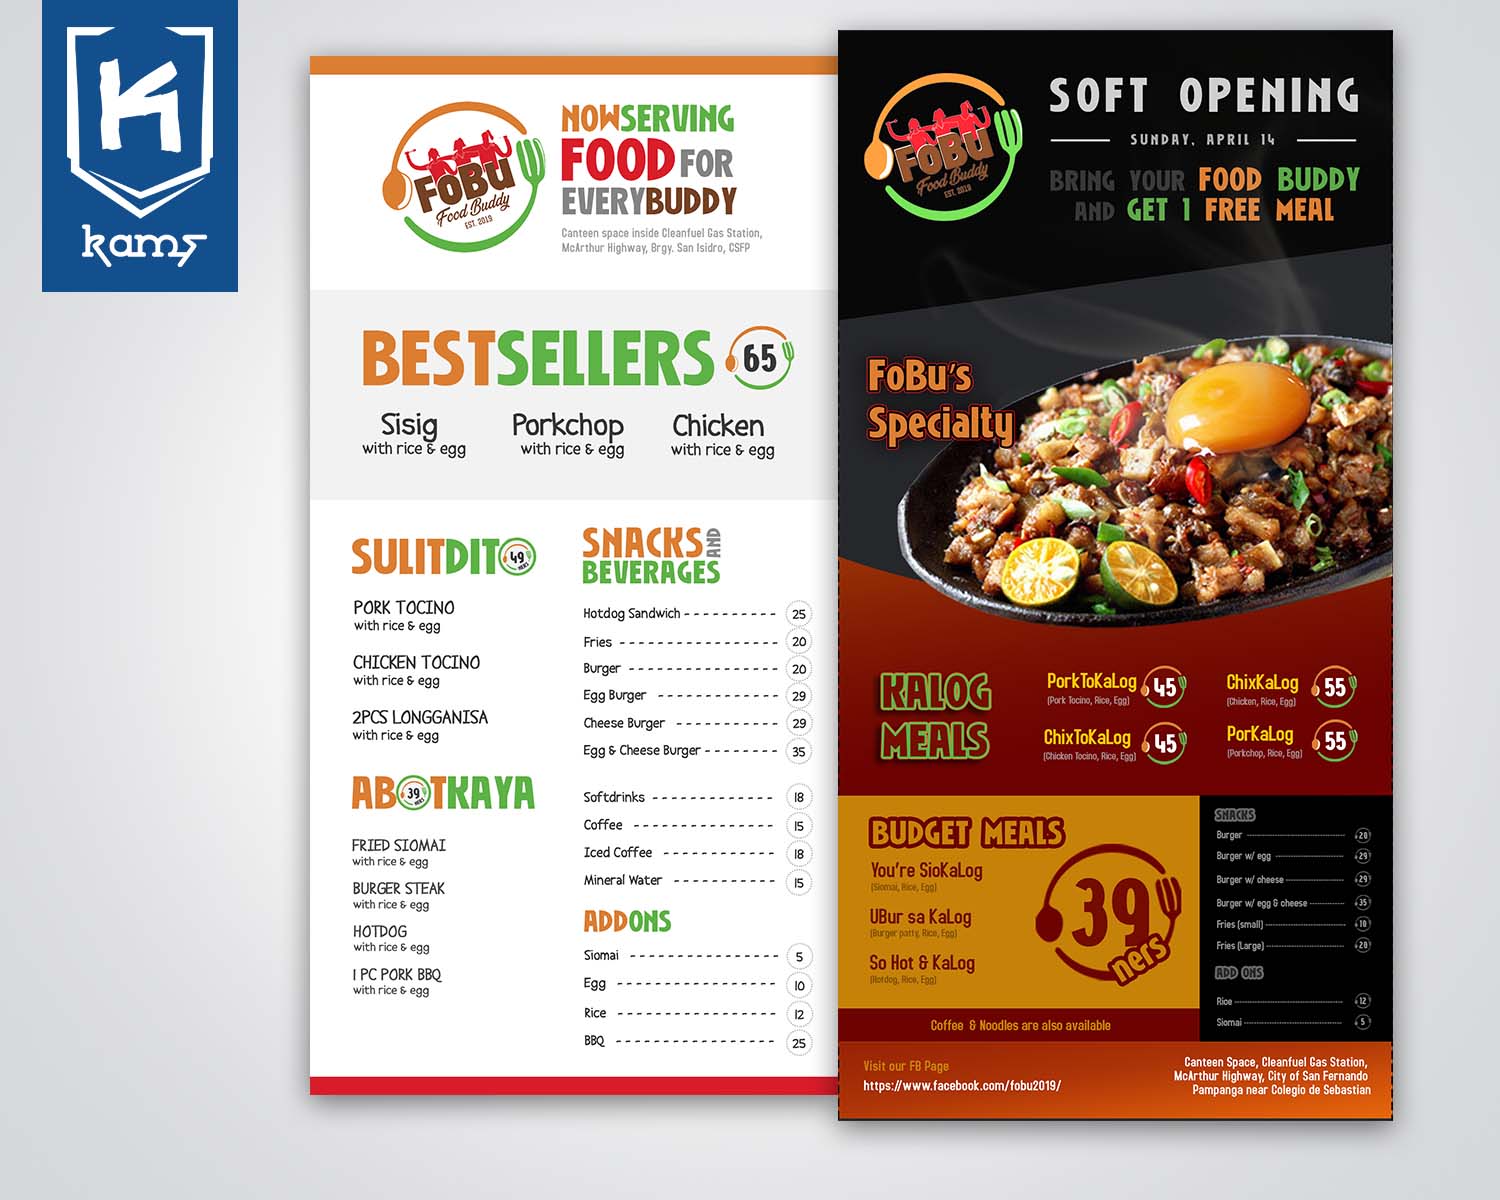 K
kams
FoBu
Food Buddy
EST. 2019
NOWSERVING
FOOD FOR
EVERYBUDDY
Canteen space inside Cleanfuel Gas Station,
McArthur Highway, Brgy. San Isidro, CSFP
BESTSELLERS 65
Sisig
with rice & egg
Porkchop
with rice & egg
Chicken
with rice & egg
SULITDITO 49 NERS
PORK TOCINO
with rice & egg
CHICKEN TOCINO
with rice & egg
2PCS LONGGANISA
with rice & egg
ABOTKAYA 39 NERS
FRIED SIOMAI
with rice & egg
BURGER STEAK
with rice & egg
HOTDOG
with rice & egg
1 PC PORK BBQ
with rice & egg
SNACKS AND
BEVERAGES
Hotdog Sandwich 25
Fries 20
Burger 20
Egg Burger 29
Cheese Burger 29
Egg & Cheese Burger 35
Softdrinks 18
Coffee 15
Iced Coffee 18
Mineral Water 15
ADDONS
Siomai 5
Egg 10
Rice 12
BBQ 25
FoBu
Food Buddy
EST. 2019
SOFT OPENING
SUNDAY, APRIL 14
BRING YOUR FOOD BUDDY
AND GET 1 FREE MEAL
FoBu's
Specialty
KALOG
MEALS
PorkToKaLog 45
(Pork Tocino, Rice, Egg)
ChixKaLog 55
(Chicken, Rice, Egg)
ChixToKaLog 45
(Chicken Tocino, Rice, Egg)
PorKaLog 55
(Porkchop, Rice, Egg)
BUDGET MEALS
You're SioKaLog
(Siomai, Rice, Egg)
UBur sa KaLog
(Burger patty, Rice, Egg)
So Hot & KaLog
(Hotdog, Rice, Egg)
39
ners
Coffee & Noodles are also available
SNACKS
Burger 20
Burger w/ egg 29
Burger w/ cheese 29
Burger w/ egg & cheese 35
Fries (small) 10
Fries (Large) 20
ADD ONS
Rice 12
Siomai 5
Visit our FB Page
https://www.facebook.com/fobu2019/
Canteen Space, Cleanfuel Gas Station,
McArthur Highway, City of San Fernando
Pampanga near Colegio de Sebastian